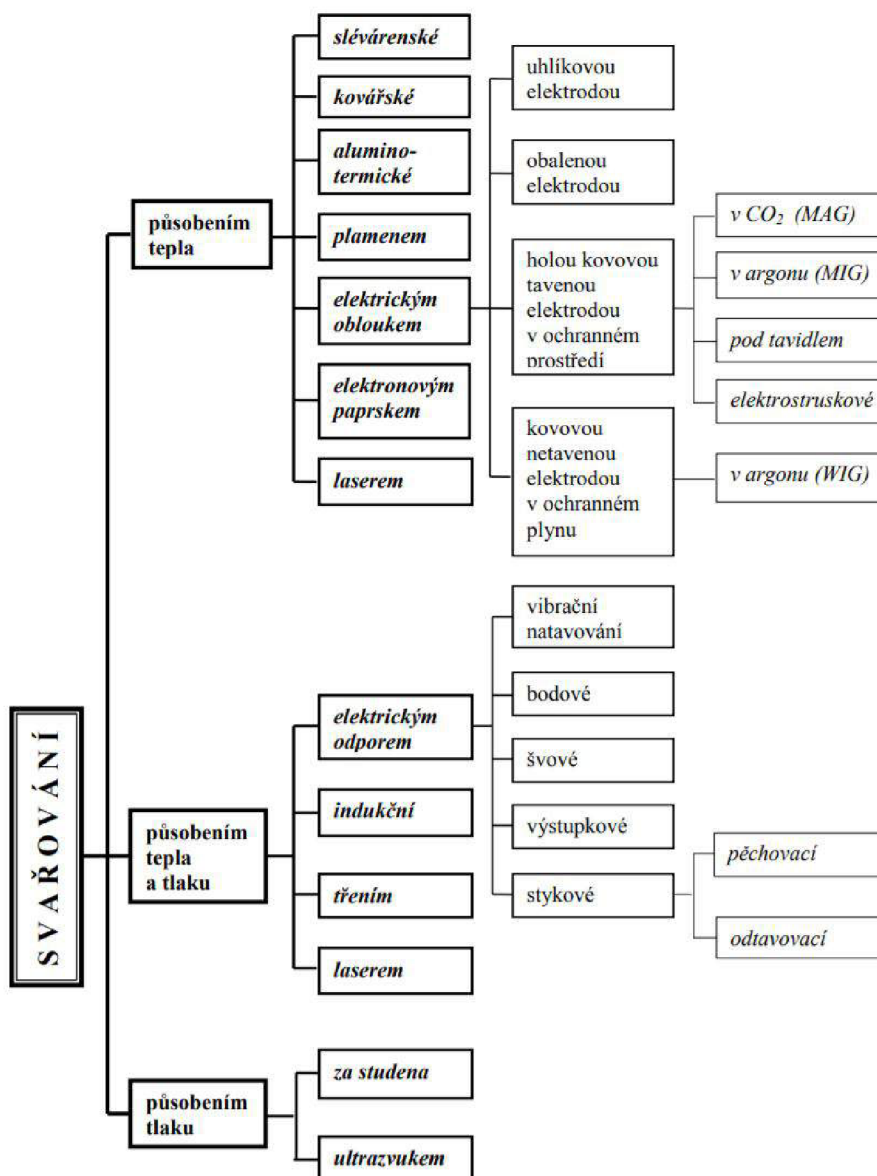 SVAŘOVÁNÍ
působením
tepla
slévárenské
kovářské
alumino-
termické
plamenem
elektrickým
obloukem
uhlíkovou
elektrodou
obalenou
elektrodou
holou kovovou
tavenou
elektrodou
v ochranném
prostředí
v CO₂ (MAG)
v argonu (MIG)
pod tavidlem
elektrostruskové
kovovou
netavenou
elektrodou
v ochranném
plynu
v argonu (WIG)
elektronovým
paprskem
laserem
působením
tepla
a tlaku
elektrickým
odporem
vibrační
natavování
bodové
švové
výstupkové
stykové
pěchovací
odtavovací
indukční
třením
laserem
působením
tlaku
za studena
ultrazvukem